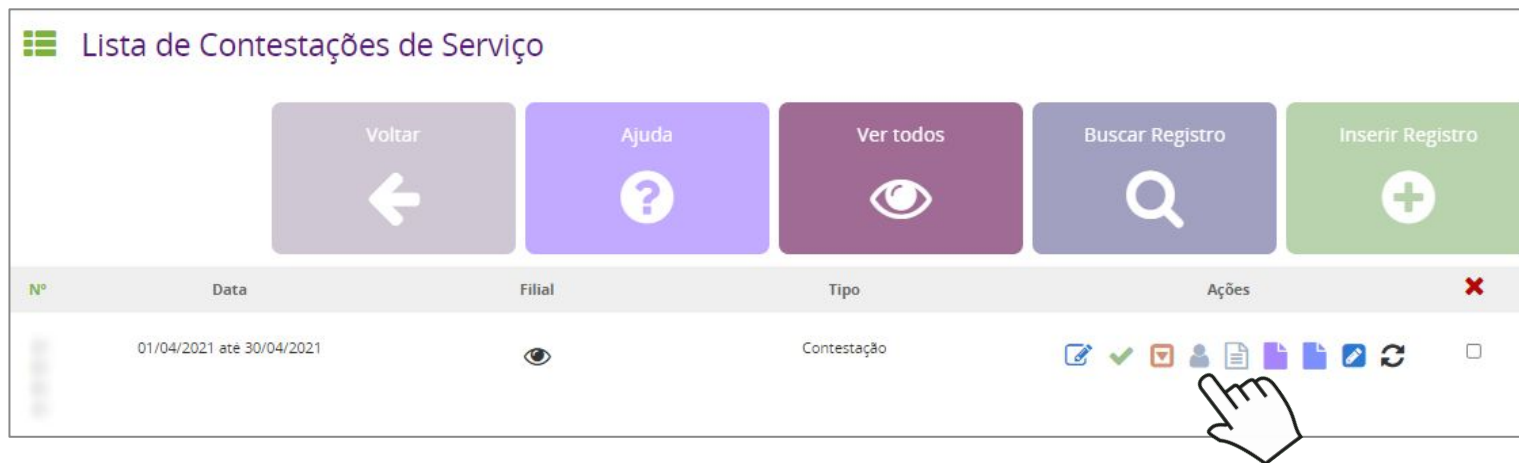 Lista de Contestações de Serviço
Voltar Ajuda Ver todos Buscar Registro Inserir Registro
Nº Data Filial Tipo Ações
01/04/2021 até 30/04/2021 Contestação